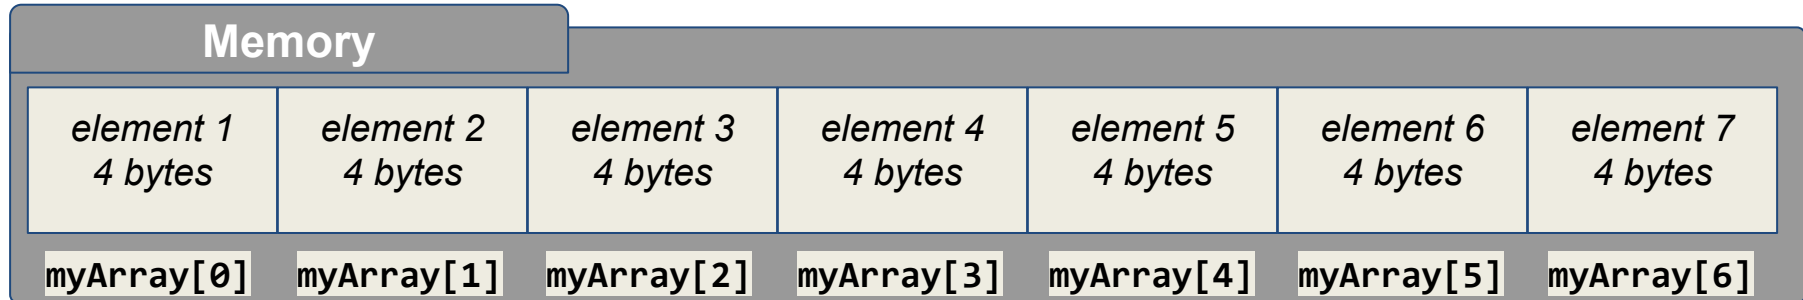 Memory
element 1
4 bytes
element 2
4 bytes
element 3
4 bytes
element 4
4 bytes
element 5
4 bytes
element 6
4 bytes
element 7
4 bytes
myArray[0] myArray[1] myArray[2] myArray[3] myArray[4] myArray[5] myArray[6]